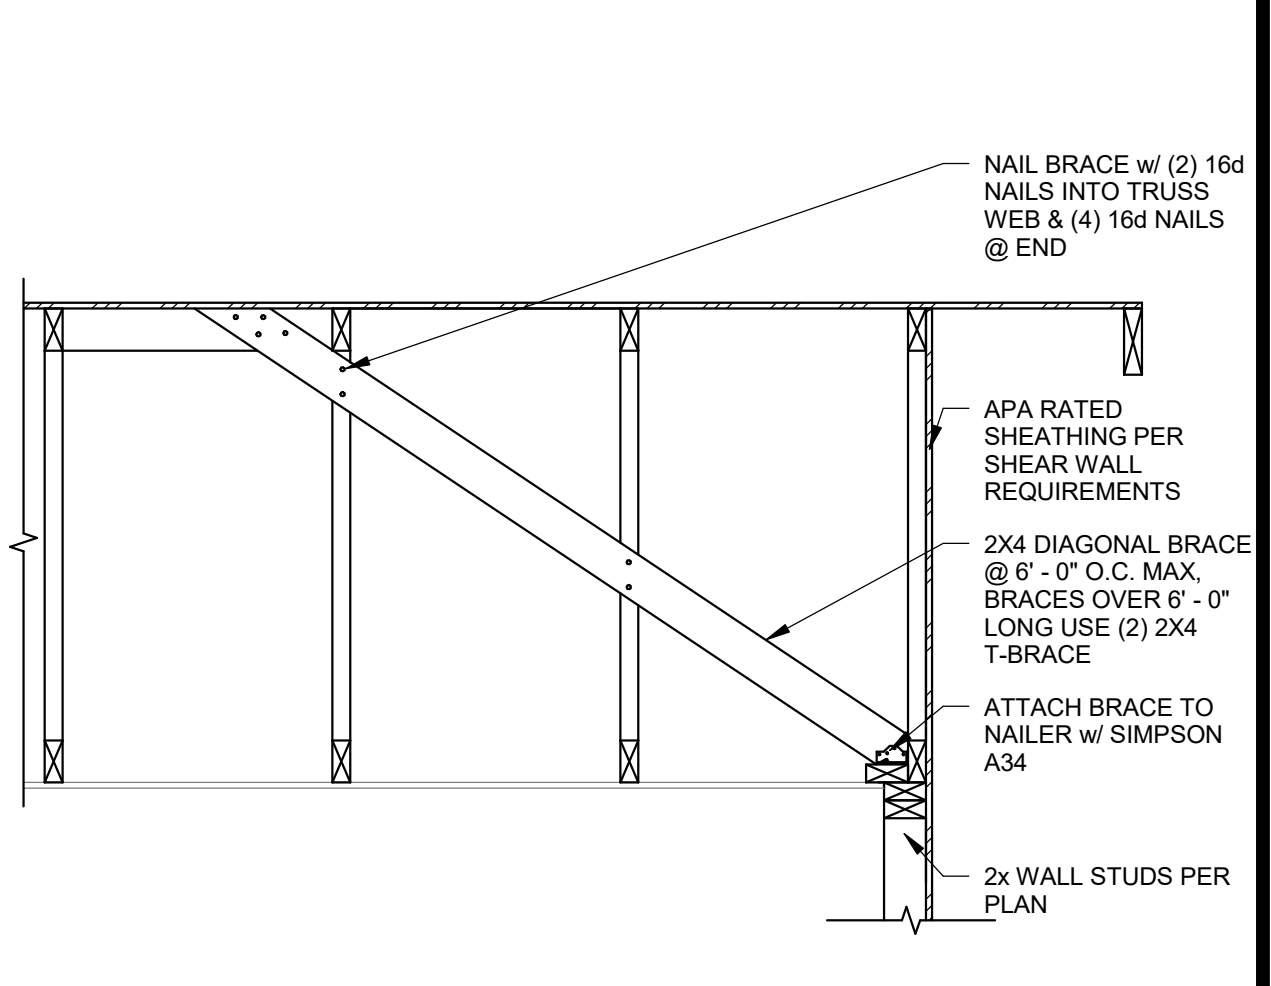 NAIL BRACE w/ (2) 16d
NAILS INTO TRUSS
WEB & (4) 16d NAILS
@ END
APA RATED
SHEATHING PER
SHEAR WALL
REQUIREMENTS
2X4 DIAGONAL BRACE
@ 6' - 0" O.C. MAX,
BRACES OVER 6' - 0"
LONG USE (2) 2X4
T-BRACE
ATTACH BRACE TO
NAILER w/ SIMPSON
A34
2x WALL STUDS PER
PLAN